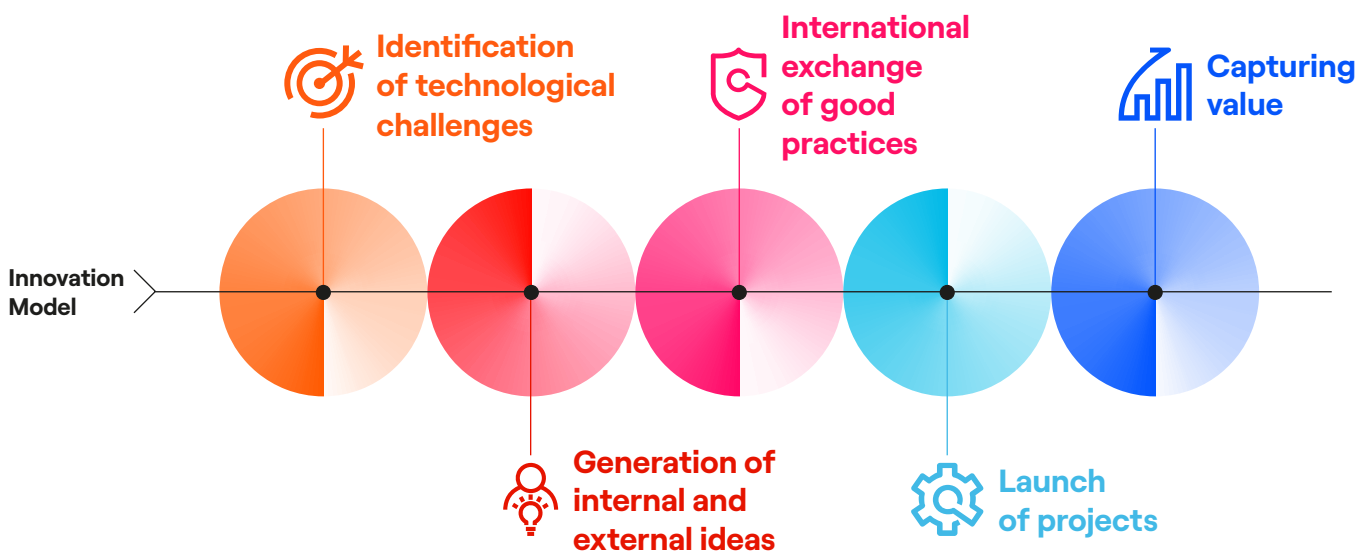 Innovation
Model
Identification
of technological
challenges
Generation of
internal and
external ideas
International
exchange
of good
practices
Launch
of projects
Capturing
value